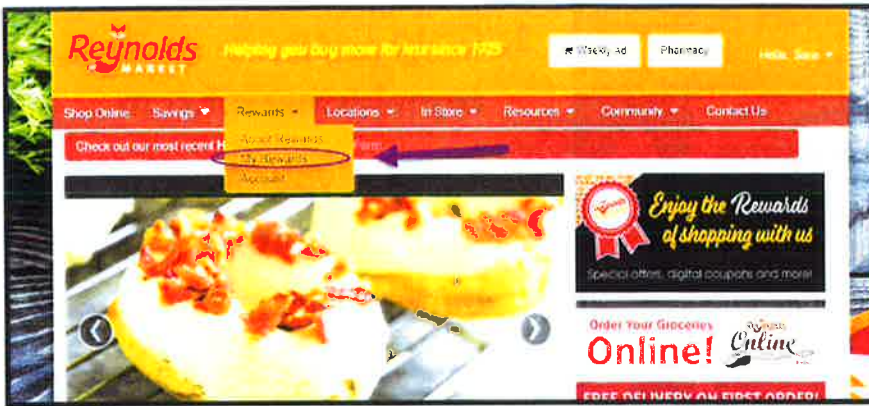 Reynolds
MARKET
Helping you buy more for less since 1925
Weekly Ad
Pharmacy
Hello, 
Shop Online Savings Rewards Locations In Store Resources Community Contact Us
Check out our most recent H
About Rewards
My Rewards
Account
Enjoy the Rewards
of shopping with us
Special offers, digital coupons and more!
Order Your Groceries
Online!
Online
FREE DELIVERY ON FIRST ORDER!